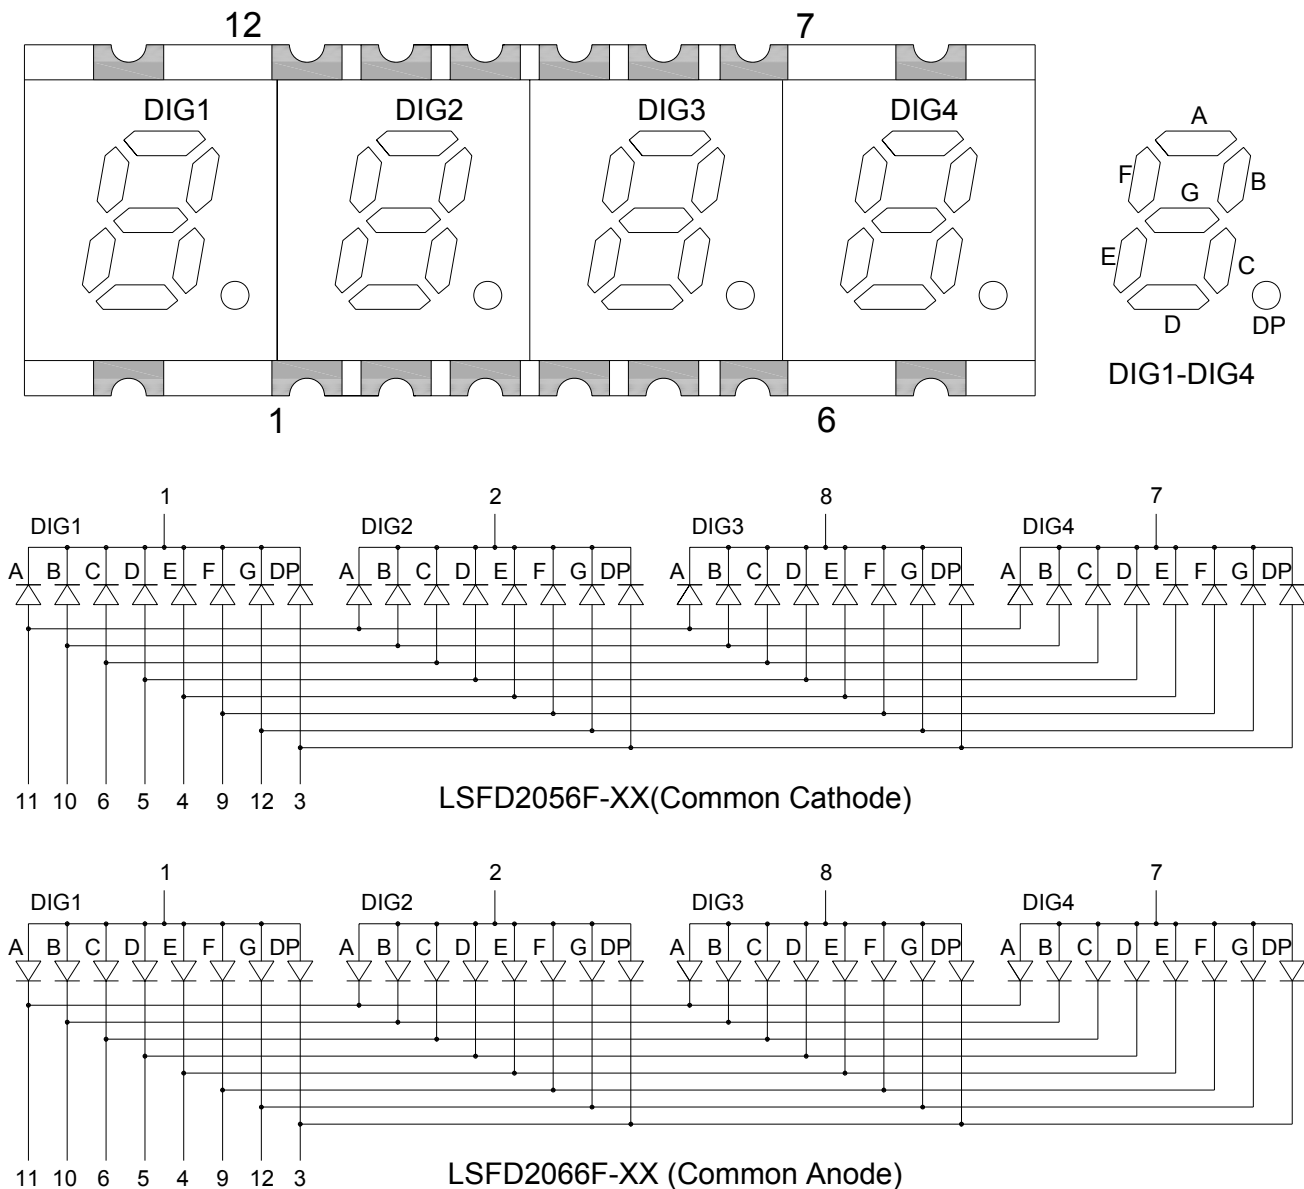 12 7
DIG1 DIG2 DIG3 DIG4
A
F B
G
E C
D DP
DIG1-DIG4
1 6
1 2 8 7
DIG1 DIG2 DIG3 DIG4
A B C D E F G DP A B C D E F G DP A B C D E F G DP A B C D E F G DP
11 10 6 5 4 9 12 3
LSFD2056F-XX(Common Cathode)
1 2 8 7
DIG1 DIG2 DIG3 DIG4
A B C D E F G DP A B C D E F G DP A B C D E F G DP A B C D E F G DP
11 10 6 5 4 9 12 3
LSFD2066F-XX (Common Anode)